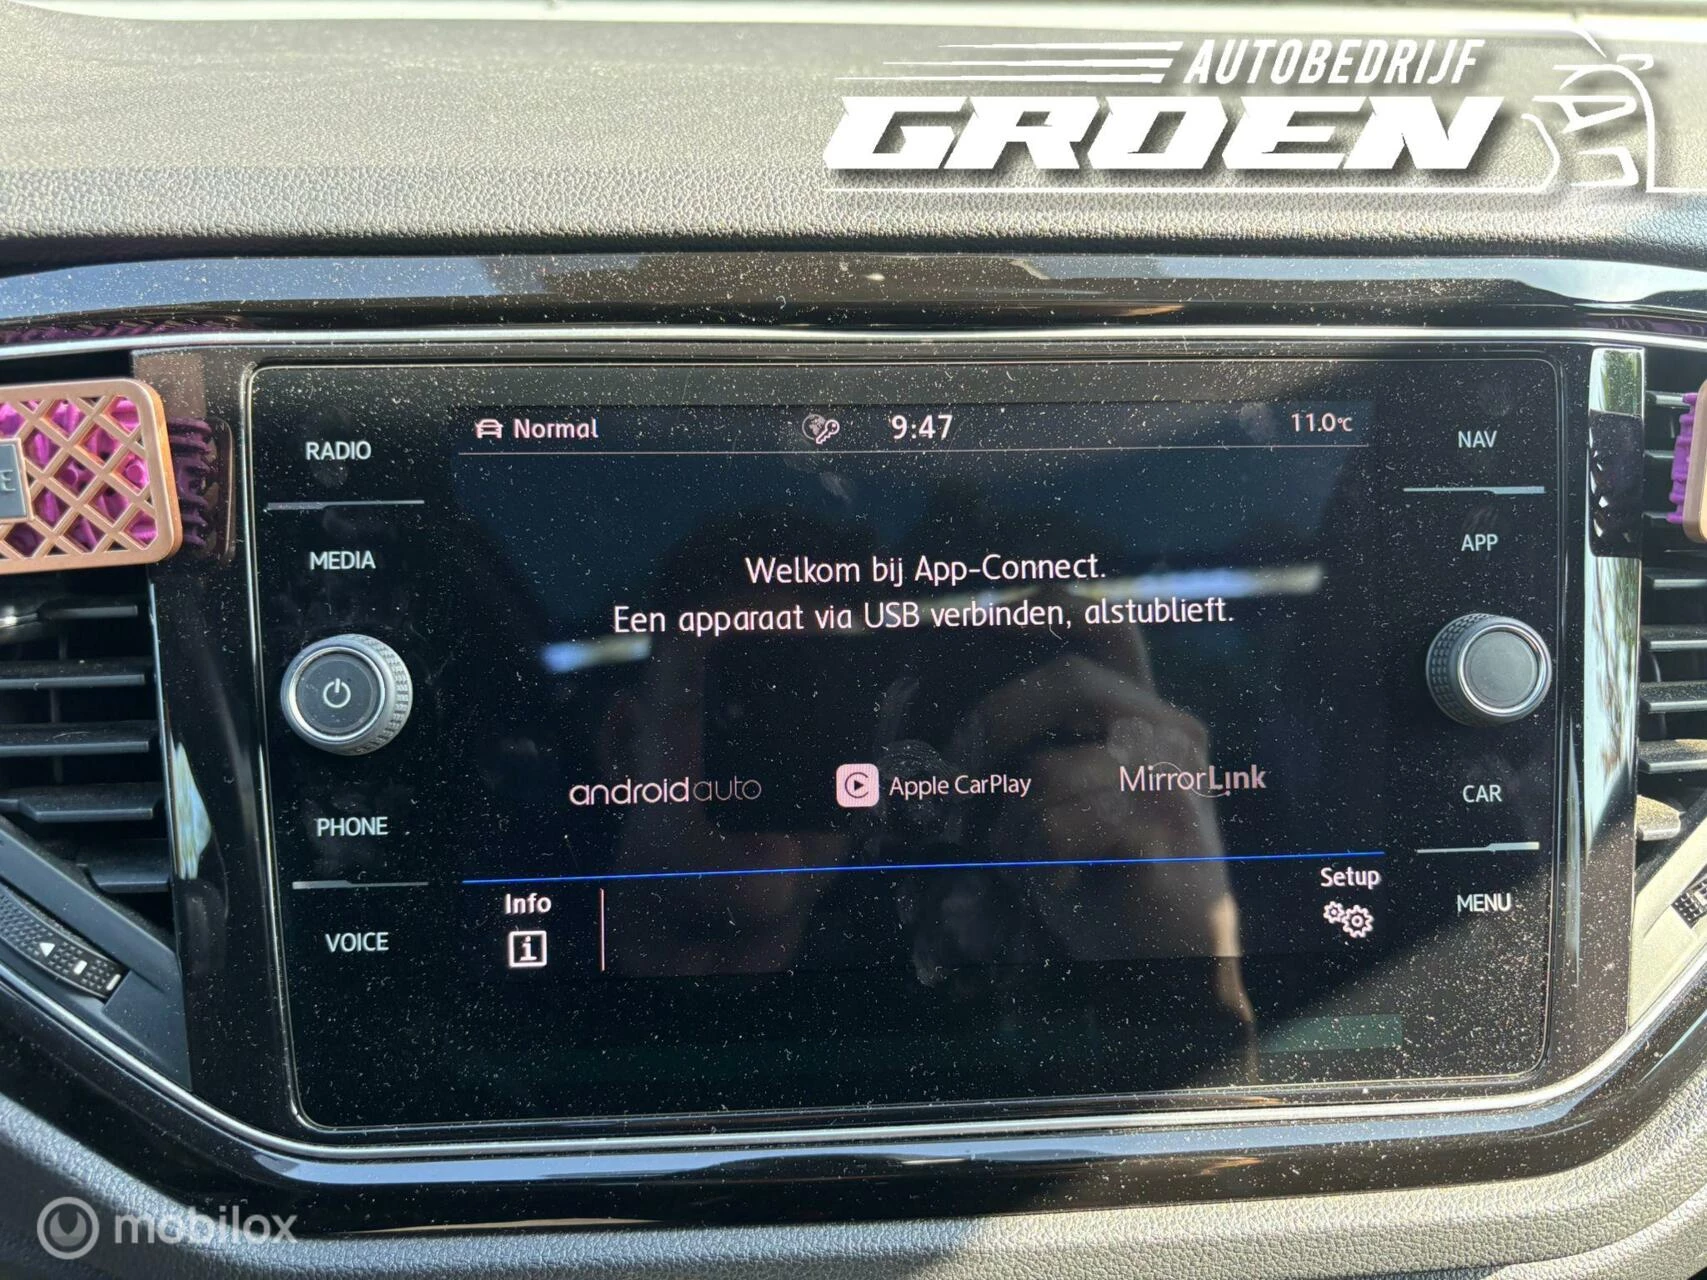 AUTOBEDRIJF
GROEN
Normal
9:47
11.0°C
RADIO
MEDIA
PHONE
VOICE
NAV
APP
CAR
MENU
Welkom bij App-Connect.
Een apparaat via USB verbinden, alstublieft.
androidauto
Apple CarPlay
MirrorLink
Info
Setup
mobilox